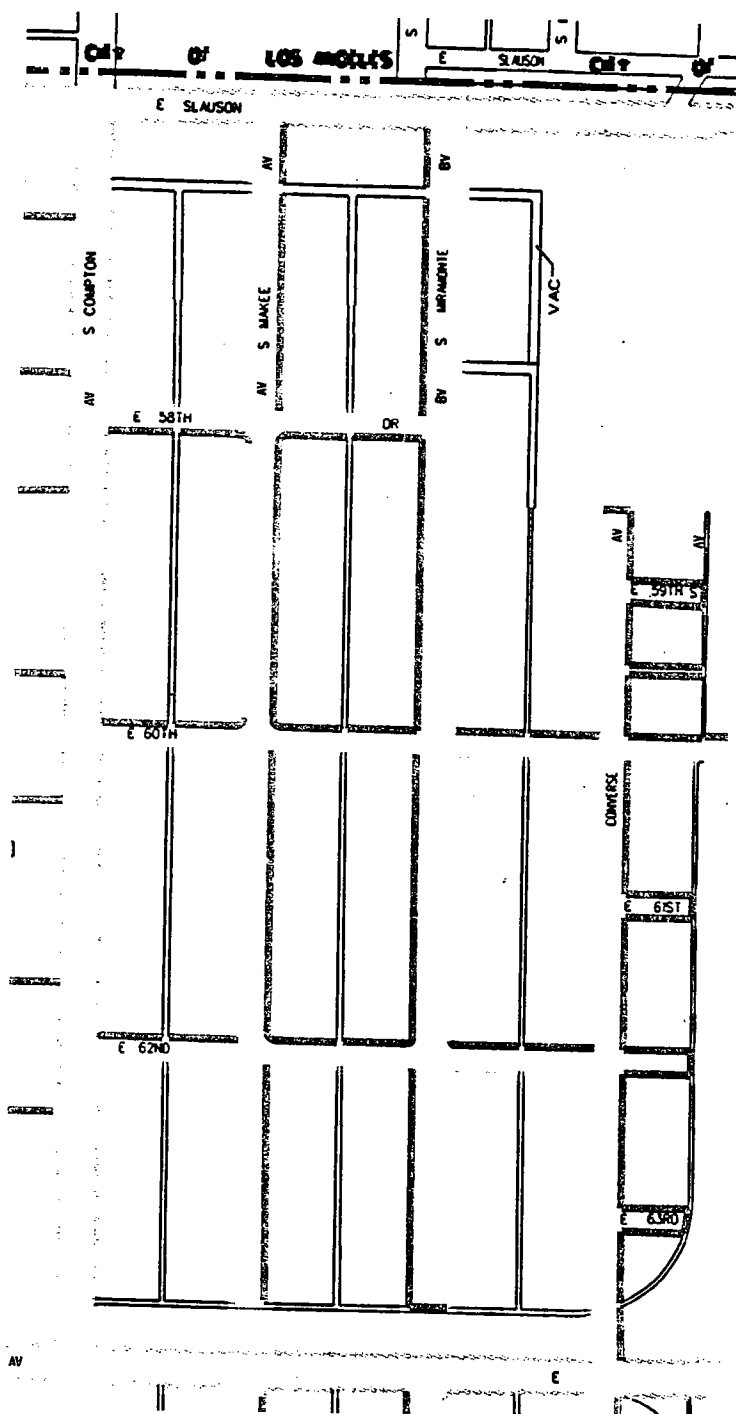 S
S
City Of LOS ANGELES
E SLAUSON
City Of
E SLAUSON
AV
BV
S COMPTON
AV
S MAKEE
AV
S MIRAMONTE
BV
VAC
E 58TH
DR
AV
AV
E 59TH S
E 60TH
CONVERSE
E 61ST
E 62ND
E 63RD
AV
E